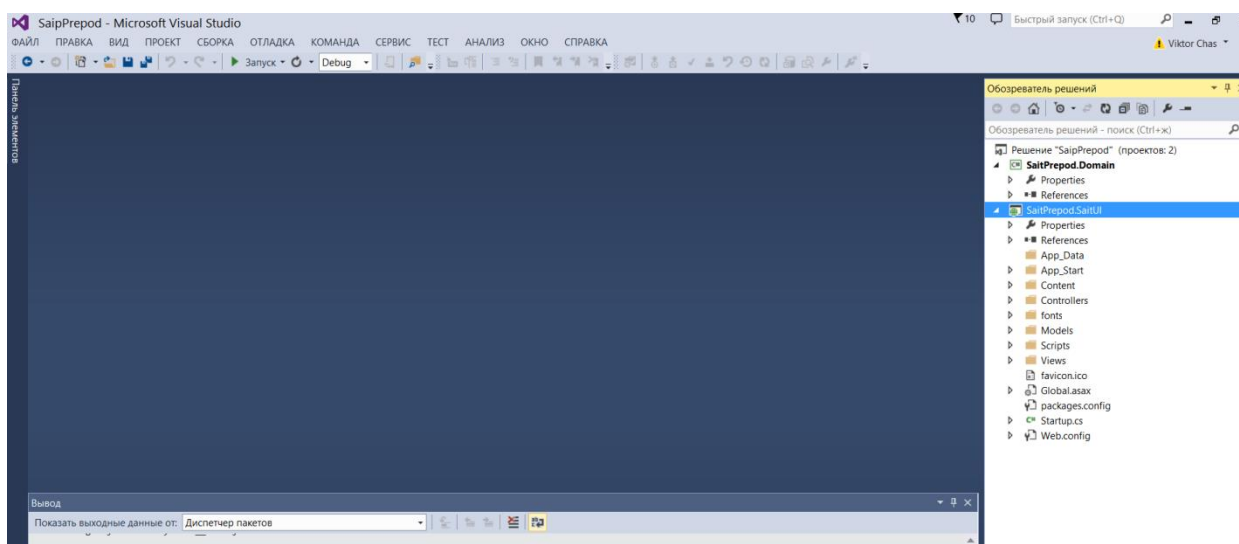 SaipPrepod - Microsoft Visual Studio
10
Быстрый запуск (Ctrl+Q)
ФАЙЛ ПРАВКА ВИД ПРОЕКТ СБОРКА ОТЛАДКА КОМАНДА СЕРВИС ТЕСТ АНАЛИЗ ОКНО СПРАВКА
Viktor Chas
Запуск
Debug
Панель элементов
Обозреватель решений
Обозреватель решений - поиск (Ctrl+ж)
Решение "SaipPrepod" (проектов: 2)
SaitPrepod.Domain
Properties
References
SaitPrepod.SaitUI
Properties
References
App_Data
App_Start
Content
Controllers
fonts
Models
Scripts
Views
favicon.ico
Global.asax
packages.config
C# Startup.cs
Web.config
Вывод
Показать выходные данные от: Диспетчер пакетов